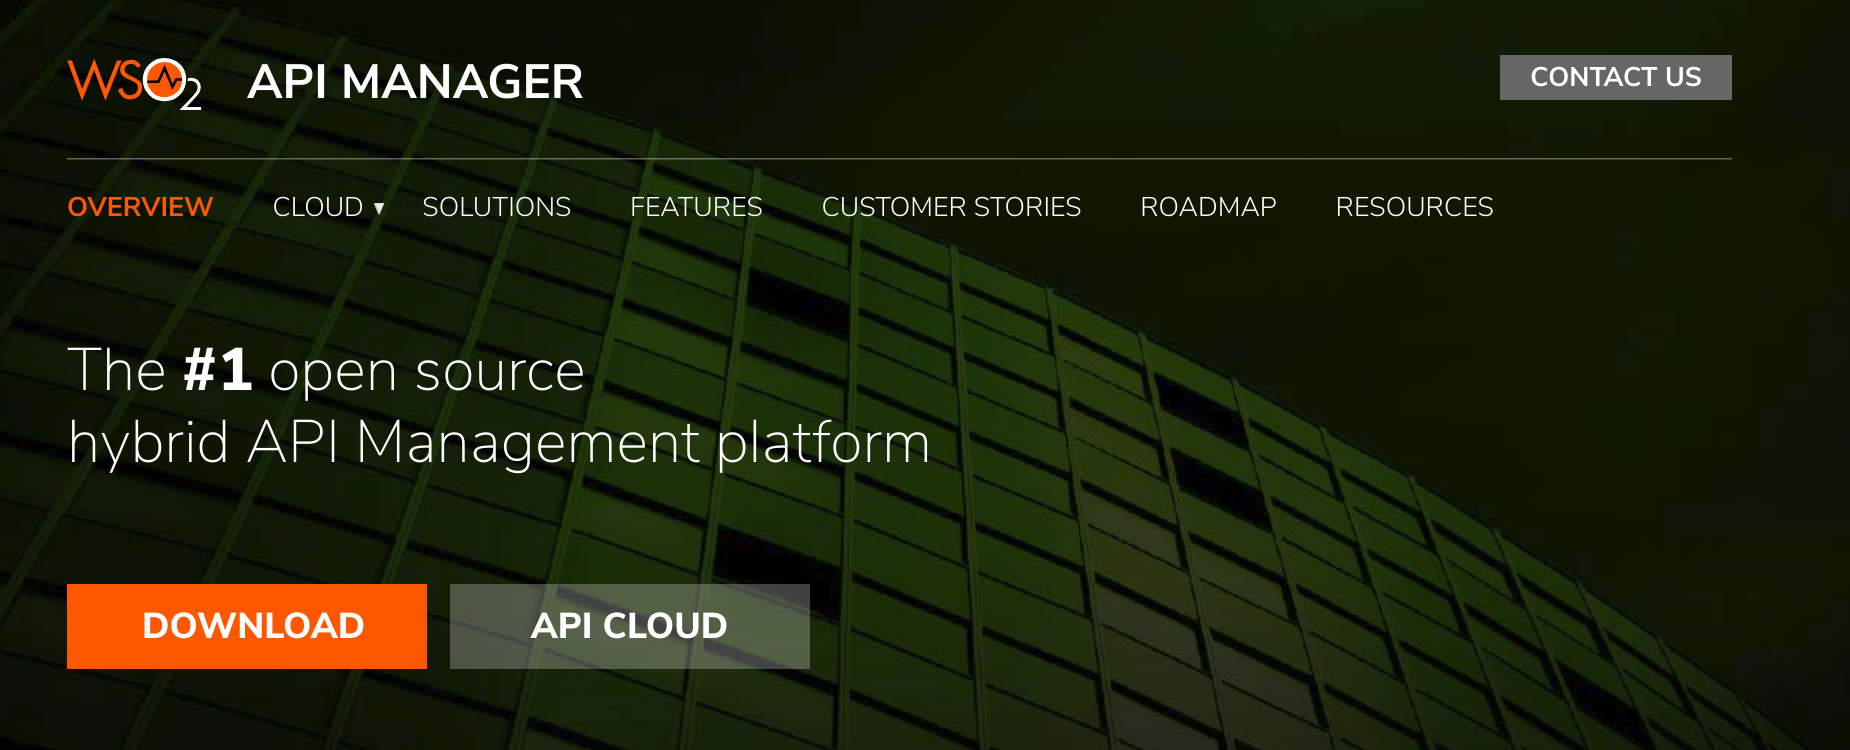 WSO2 API MANAGER
CONTACT US
OVERVIEW CLOUD ▾ SOLUTIONS FEATURES CUSTOMER STORIES ROADMAP RESOURCES
The #1 open source
hybrid API Management platform
DOWNLOAD API CLOUD